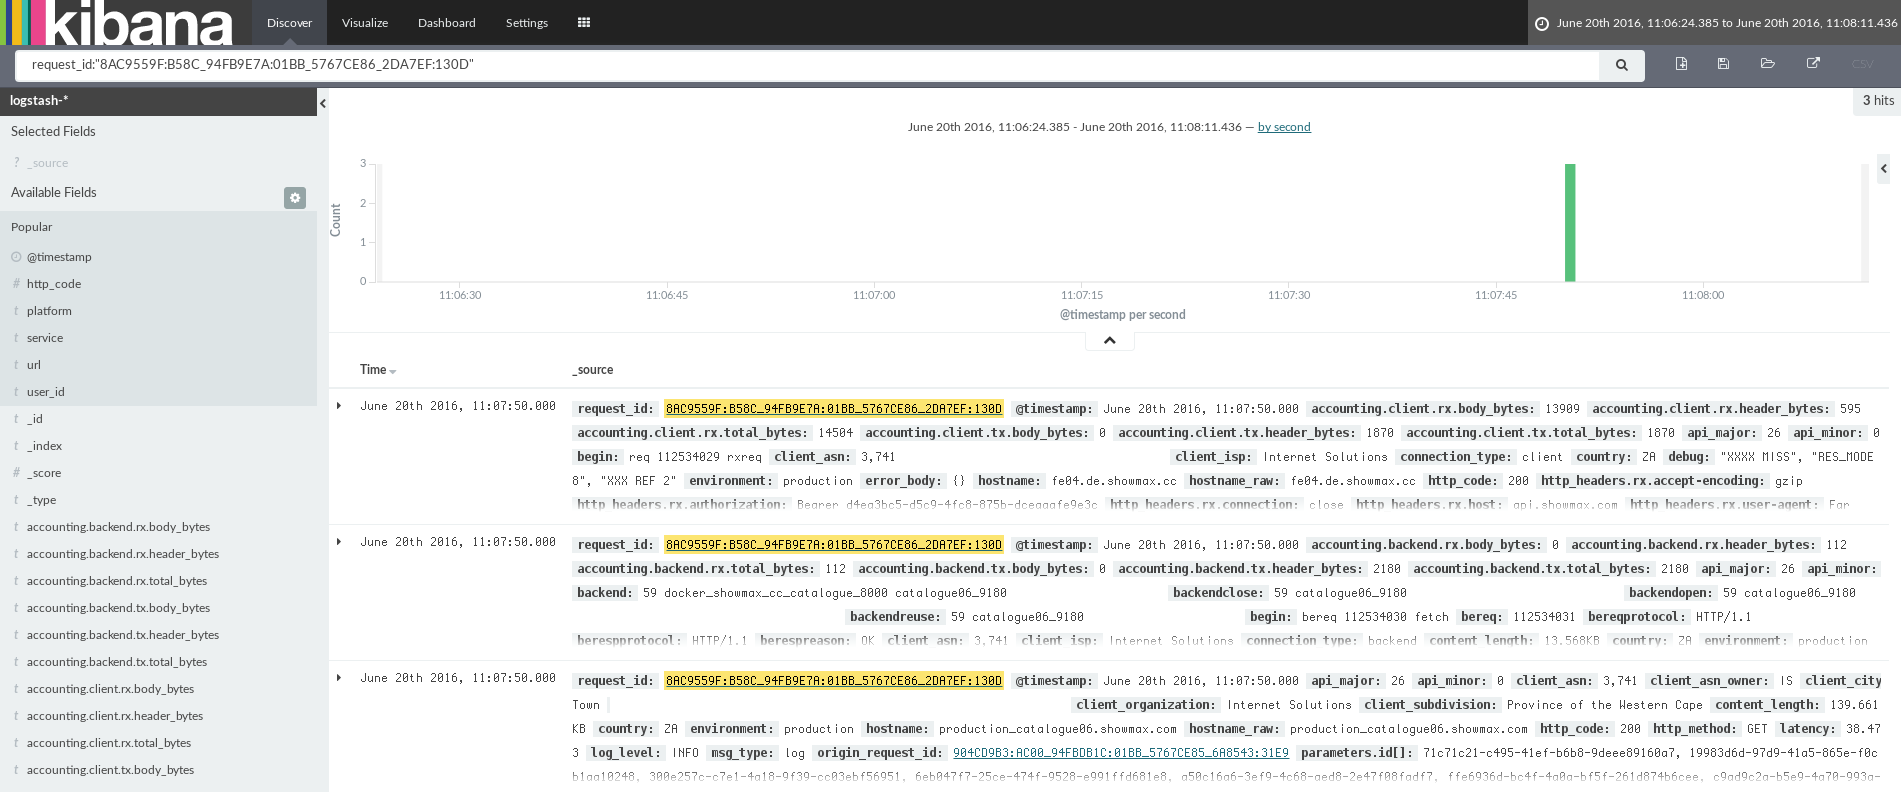 kibana
Discover Visualize Dashboard Settings
June 20th 2016, 11:06:24.385 to June 20th 2016, 11:08:11.436
request_id:"8AC9559F:B58C_94FB9E7A:01BB_5767CE86_2DA7EF:130D"
CSV
logstash-*
3 hits
Selected Fields
? _source
Available Fields
Popular
@timestamp
# http_code
t platform
t service
t url
t user_id
t _id
t _index
# _score
t _type
t accounting.backend.rx.body_bytes
t accounting.backend.rx.header_bytes
t accounting.backend.rx.total_bytes
t accounting.backend.tx.body_bytes
t accounting.backend.tx.header_bytes
t accounting.backend.tx.total_bytes
t accounting.client.rx.body_bytes
t accounting.client.rx.header_bytes
t accounting.client.rx.total_bytes
t accounting.client.tx.body_bytes
June 20th 2016, 11:06:24.385 - June 20th 2016, 11:08:11.436 — by second
3
2
1
0
Count
11:06:30 11:06:45 11:07:00 11:07:15 11:07:30 11:07:45 11:08:00
@timestamp per second
Time _source
June 20th 2016, 11:07:50.000 request_id: 8AC9559F:B58C_94FB9E7A:01BB_5767CE86_2DA7EF:130D @timestamp: June 20th 2016, 11:07:50.000 accounting.client.rx.body_bytes: 13909 accounting.client.rx.header_bytes: 595
accounting.client.rx.total_bytes: 14504 accounting.client.tx.body_bytes: 0 accounting.client.tx.header_bytes: 1870 accounting.client.tx.total_bytes: 1870 api_major: 26 api_minor: 0
begin: req 112534029 rxreq client_asn: 3,741 client_isp: Internet Solutions connection_type: client country: ZA debug: "XXXX MISS", "RES_MODE
8", "XXX REF 2" environment: production error_body: {} hostname: fe04.de.showmax.cc hostname_raw: fe04.de.showmax.cc http_code: 200 http_headers.rx.accept-encoding: gzip
http_headers.rx.authorization: Bearer d4ea3bc5-d5c9-4fc8-875b-dceaaafe9e3c http_headers.rx.connection: close http_headers.rx.host: api.showmax.com http_headers.rx.user-agent:
June 20th 2016, 11:07:50.000 request_id: 8AC9559F:B58C_94FB9E7A:01BB_5767CE86_2DA7EF:130D @timestamp: June 20th 2016, 11:07:50.000 accounting.backend.rx.body_bytes: 0 accounting.backend.rx.header_bytes: 112
accounting.backend.rx.total_bytes: 112 accounting.backend.tx.body_bytes: 0 accounting.backend.tx.header_bytes: 2180 accounting.backend.tx.total_bytes: 2180 api_major: 26 api_minor:
backend: 59 docker_showmax_cc_catalogue_8000 catalogue06_9180 backendclose: 59 catalogue06_9180 backendopen: 59 catalogue06_9180
backendreuse: 59 catalogue06_9180 begin: bereq 112534030 fetch bereq: 112534031 bereqprotocol: HTTP/1.1
berespprotocol: HTTP/1.1 berespreason: OK client_asn: 3,741 client_isp: Internet Solutions connection_type: backend content_length: 13.568KB country: ZA environment: production
June 20th 2016, 11:07:50.000 request_id: 8AC9559F:B58C_94FB9E7A:01BB_5767CE86_2DA7EF:130D @timestamp: June 20th 2016, 11:07:50.000 api_major: 26 api_minor: 0 client_asn: 3,741 client_asn_owner: IS client_city
Town client_organization: Internet Solutions client_subdivision: Province of the Western Cape content_length: 139.661
KB country: ZA environment: production hostname: production_catalogue06.showmax.com hostname_raw: production_catalogue06.showmax.com http_code: 200 http_method: GET latency: 38.47
3 log_level: INFO msg_type: log origin_request_id: 904CD9B3:AC00_94FBDB1C:01BB_5767CE85_6A8543:31E9 parameters.id[]: 71c71c21-c495-41ef-b6b8-9deee89160a7, 19983d6d-97d9-41a5-865e-f0c
b1aa10248, 300e257c-c7e1-4a18-9f39-cc03ebf56951, 6eb047f7-25ce-474f-9528-e991ffd681e8, a50c16a6-3ef9-4c68-aed8-2e47f08fadf7, ffe6936d-bc4f-4a0a-bf5f-261d874b6cee, c9ad9c2a-b5e9-4a70-993a-